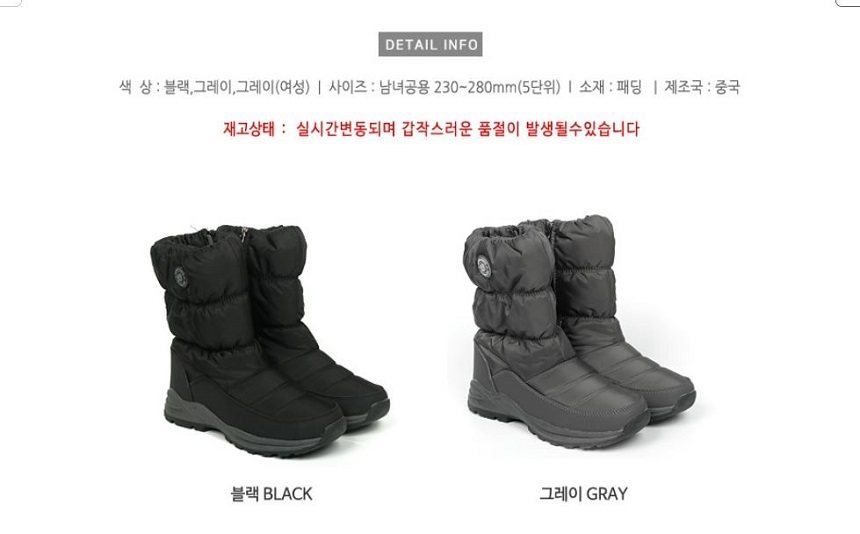 DETAIL INFO
색 상 : 블랙,그레이,그레이(여성) | 사이즈 : 남녀공용 230~280mm(5단위) | 소재 : 패딩 | 제조국 : 중국
재고상태 : 실시간변동되며 갑작스러운 품절이 발생될수있습니다
블랙 BLACK
그레이 GRAY